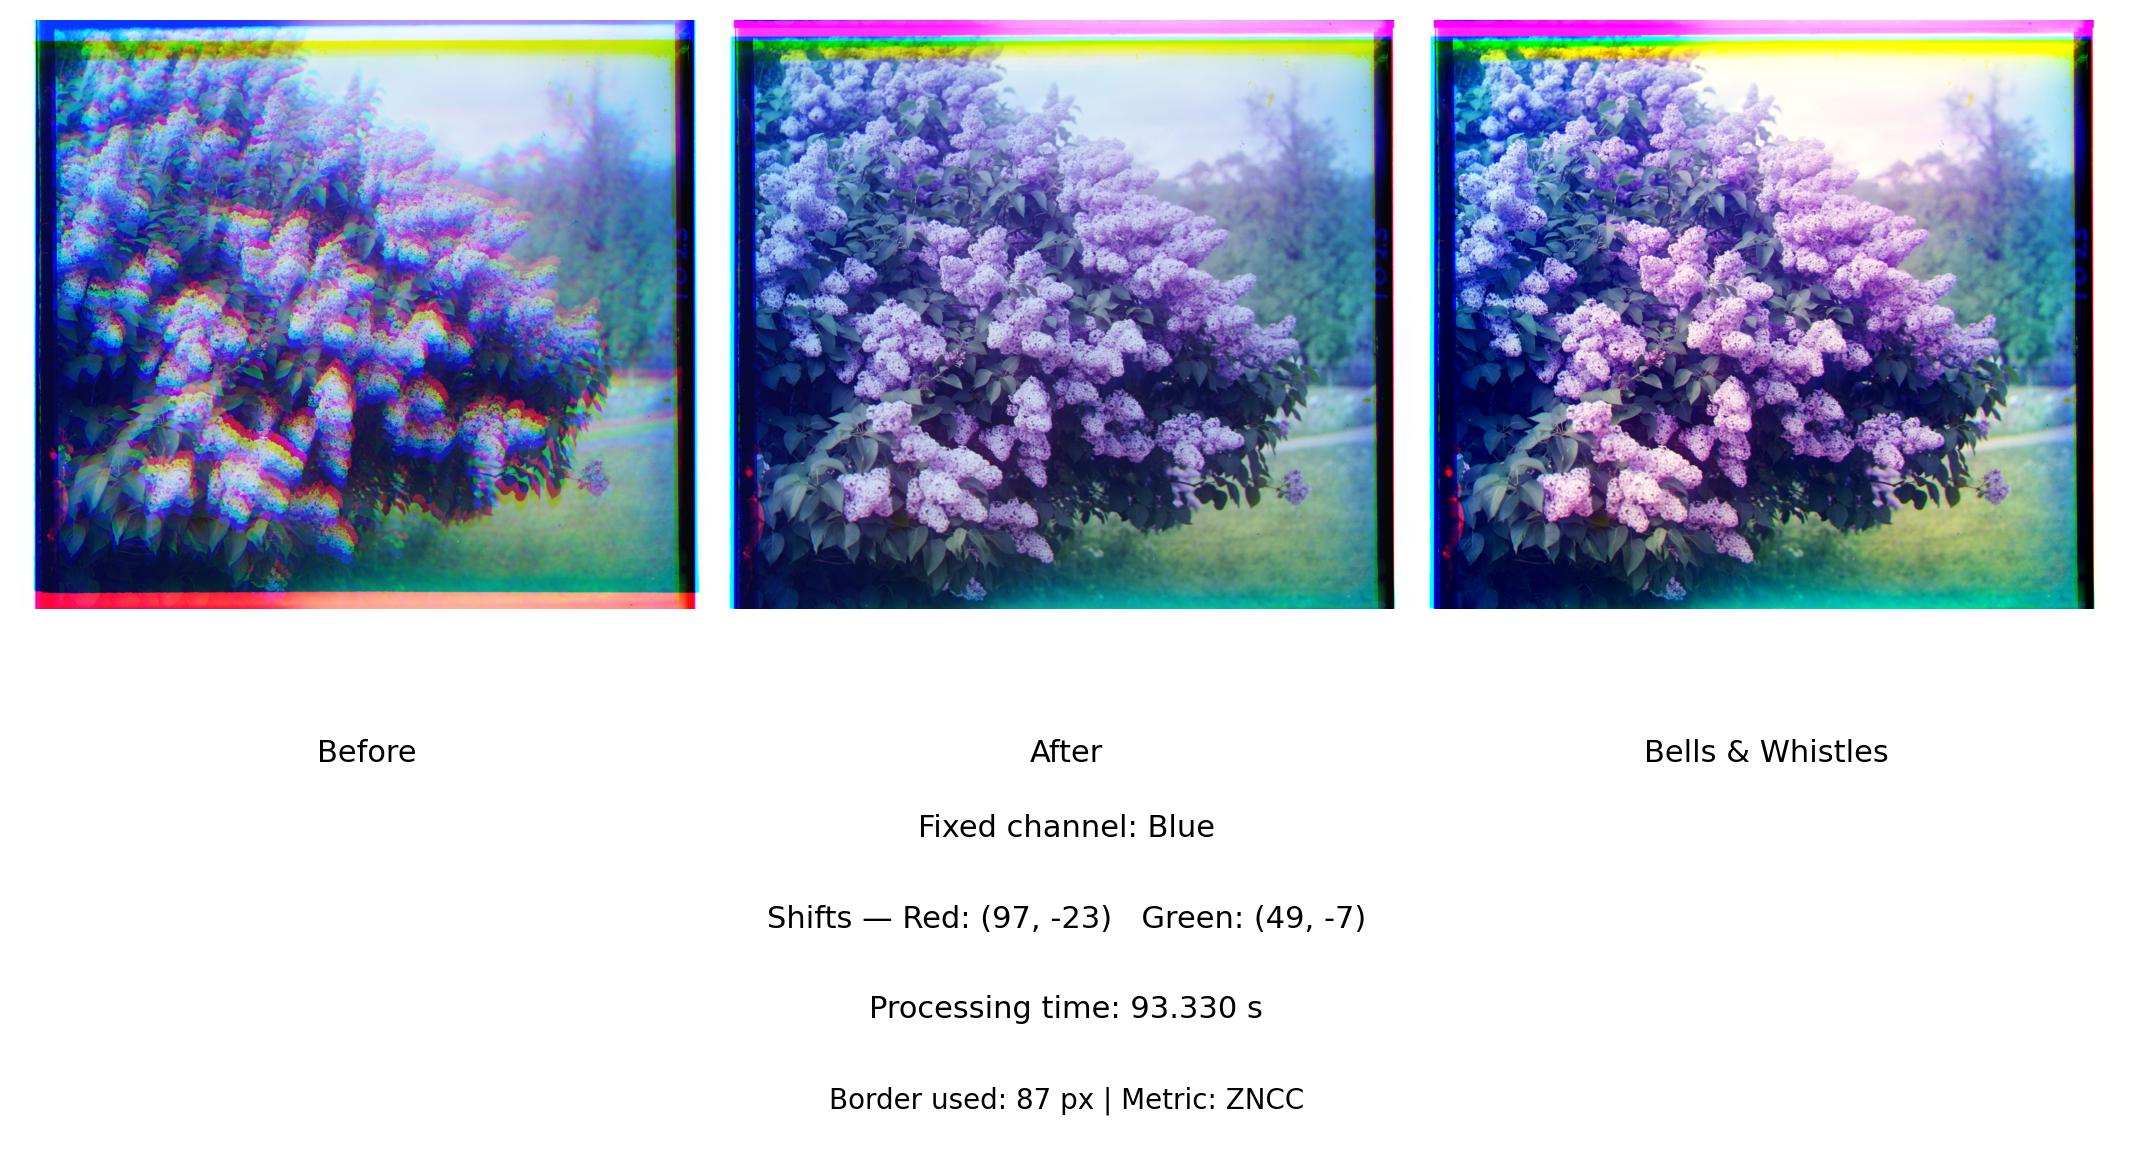 Before
After
Bells & Whistles
Fixed channel: Blue
Shifts — Red: (97, -23)   Green: (49, -7)
Processing time: 93.330 s
Border used: 87 px | Metric: ZNCC